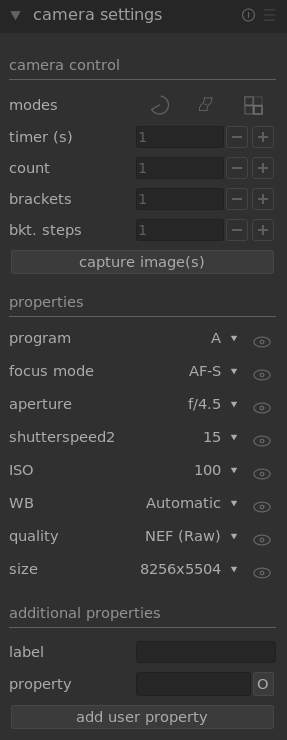 camera settings
camera control
modes
timer (s) 1
count 1
brackets 1
bkt. steps 1
capture image(s)
properties
program A
focus mode AF-S
aperture f/4.5
shutterspeed2 15
ISO 100
WB Automatic
quality NEF (Raw)
size 8256x5504
additional properties
label
property O
add user property